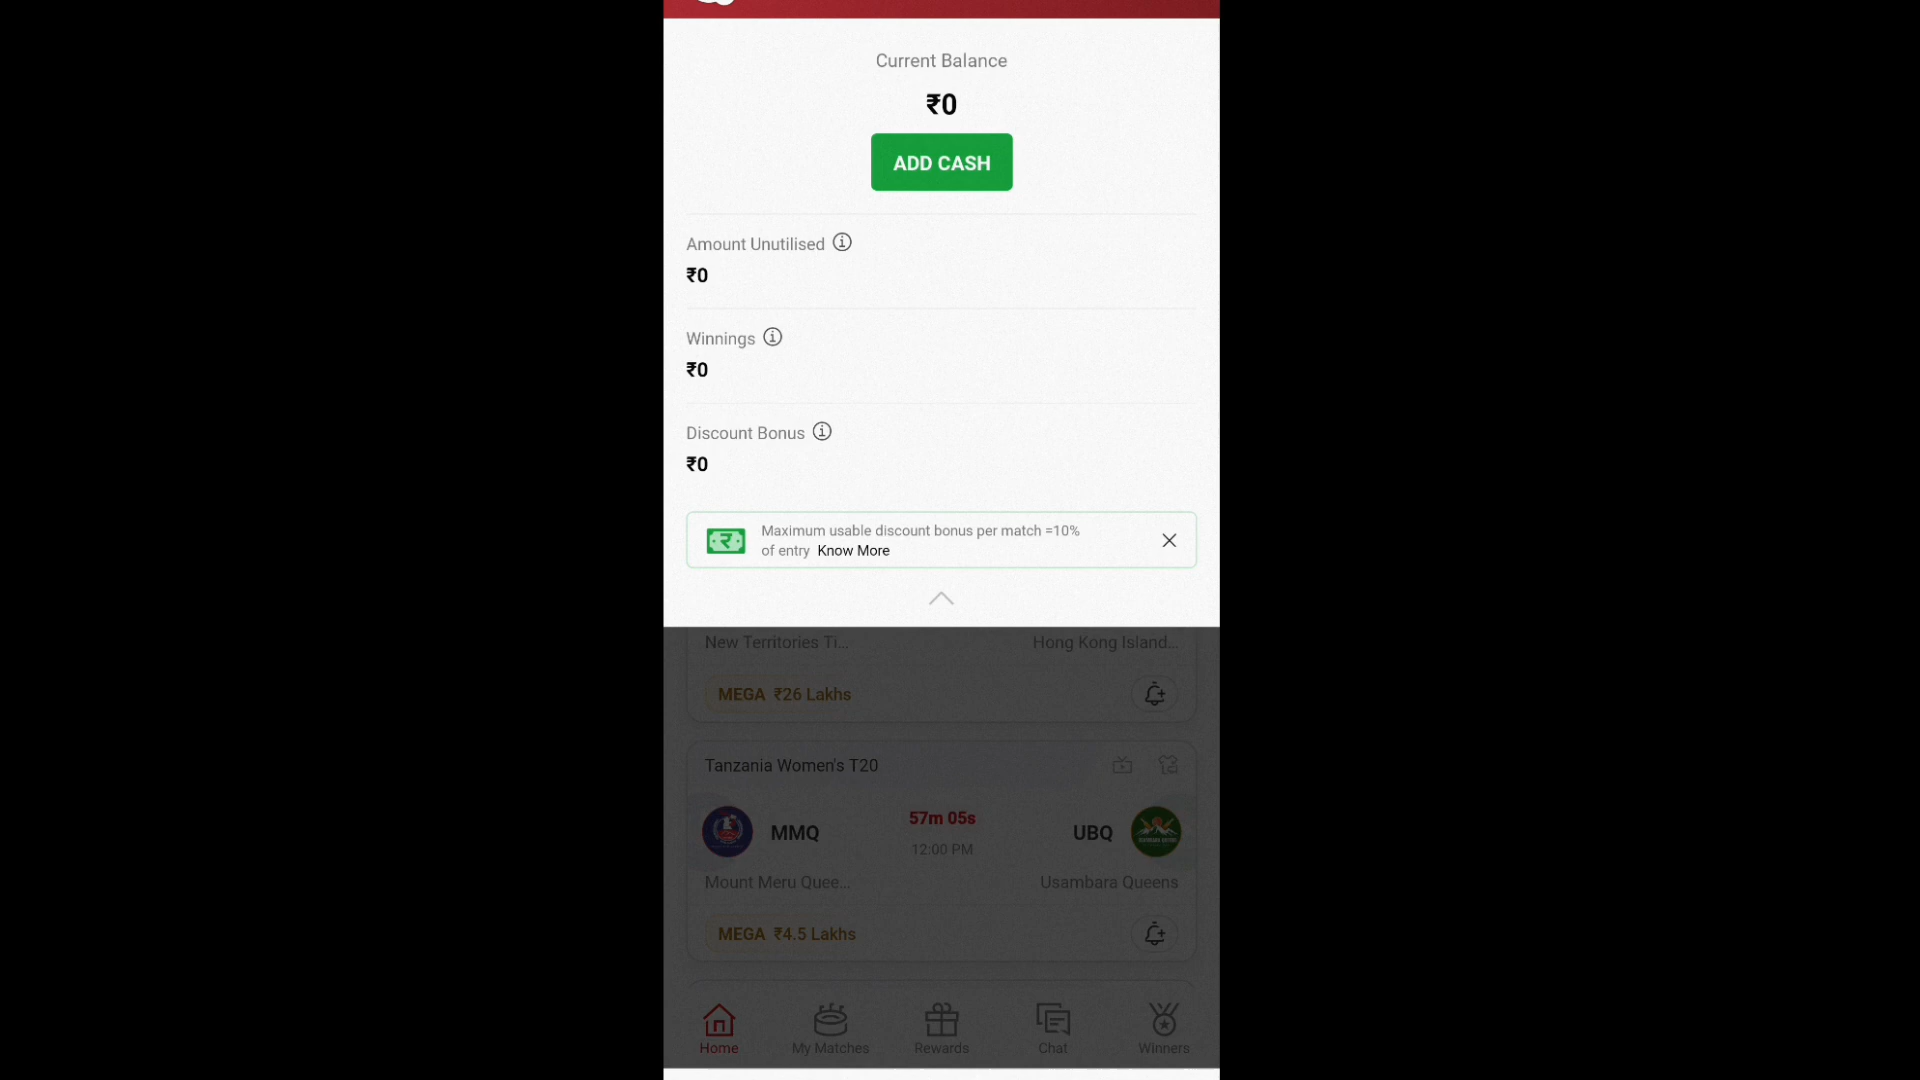 Current Balance
₹0
ADD CASH
Amount Unutilised
₹0
Winnings
₹0
Discount Bonus
₹0
Maximum usable discount bonus per match =10%
of entry Know More
New Territories Ti... Hong Kong Island...
MEGA ₹26 Lakhs
Tanzania Women's T20
57m 05s
MMQ UBQ
12:00 PM
Mount Meru Quee... Usambara Queens
MEGA ₹4.5 Lakhs
Home My Matches Rewards Chat Winners